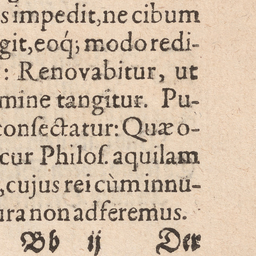 s impedit, ne cibum
git, eoq́; modo redi-
: Renovabitur, ut
mine tangitur. Pu-
consectatur: Quæ o-
cur Philos. aquilam
, cujus rei cùm innu-
ura non adferemus.
Bb ij Der